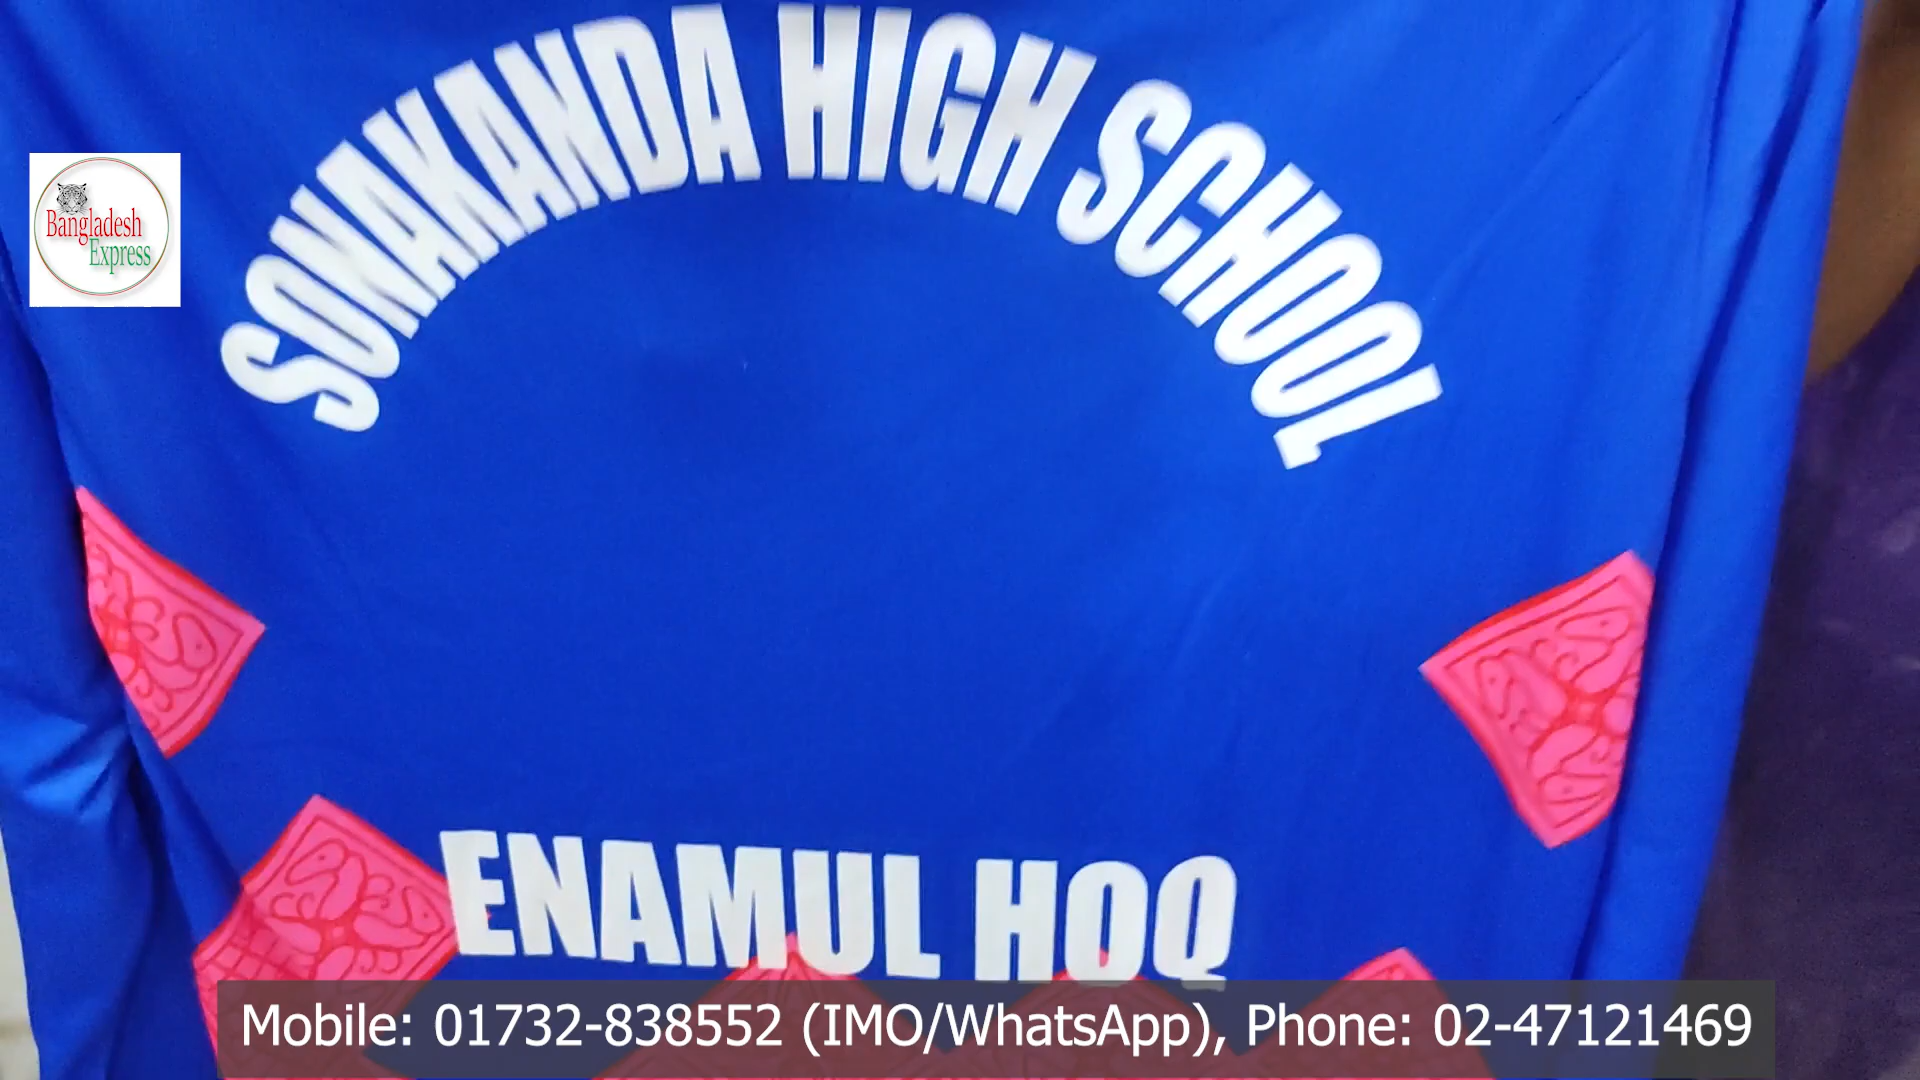 SONAKANDA HIGH SCHOOL
Bangladesh
Express
ENAMUL HOQ
Mobile: 01732-838552 (IMO/WhatsApp), Phone: 02-47121469